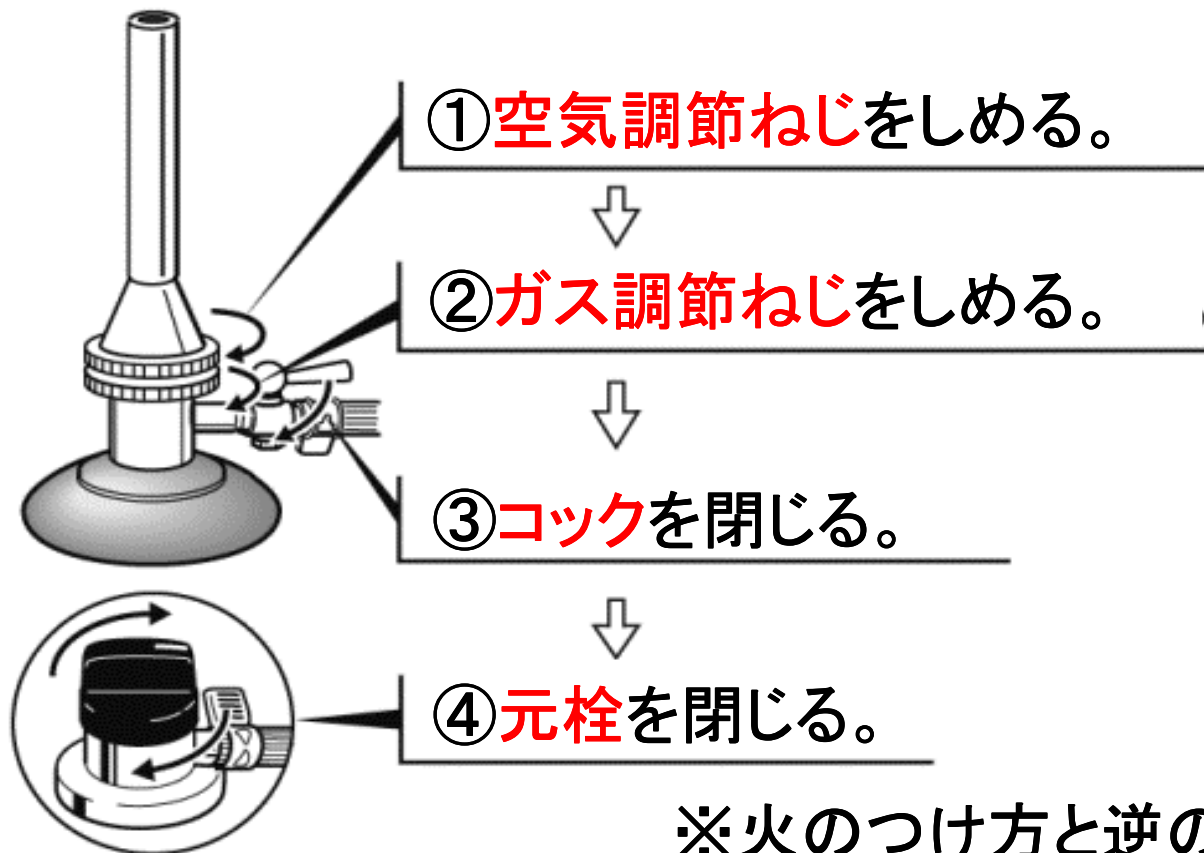 ①空気調節ねじをしめる。
②ガス調節ねじをしめる。
③コックを閉じる。
④元栓を閉じる。
※火のつけ方と逆の